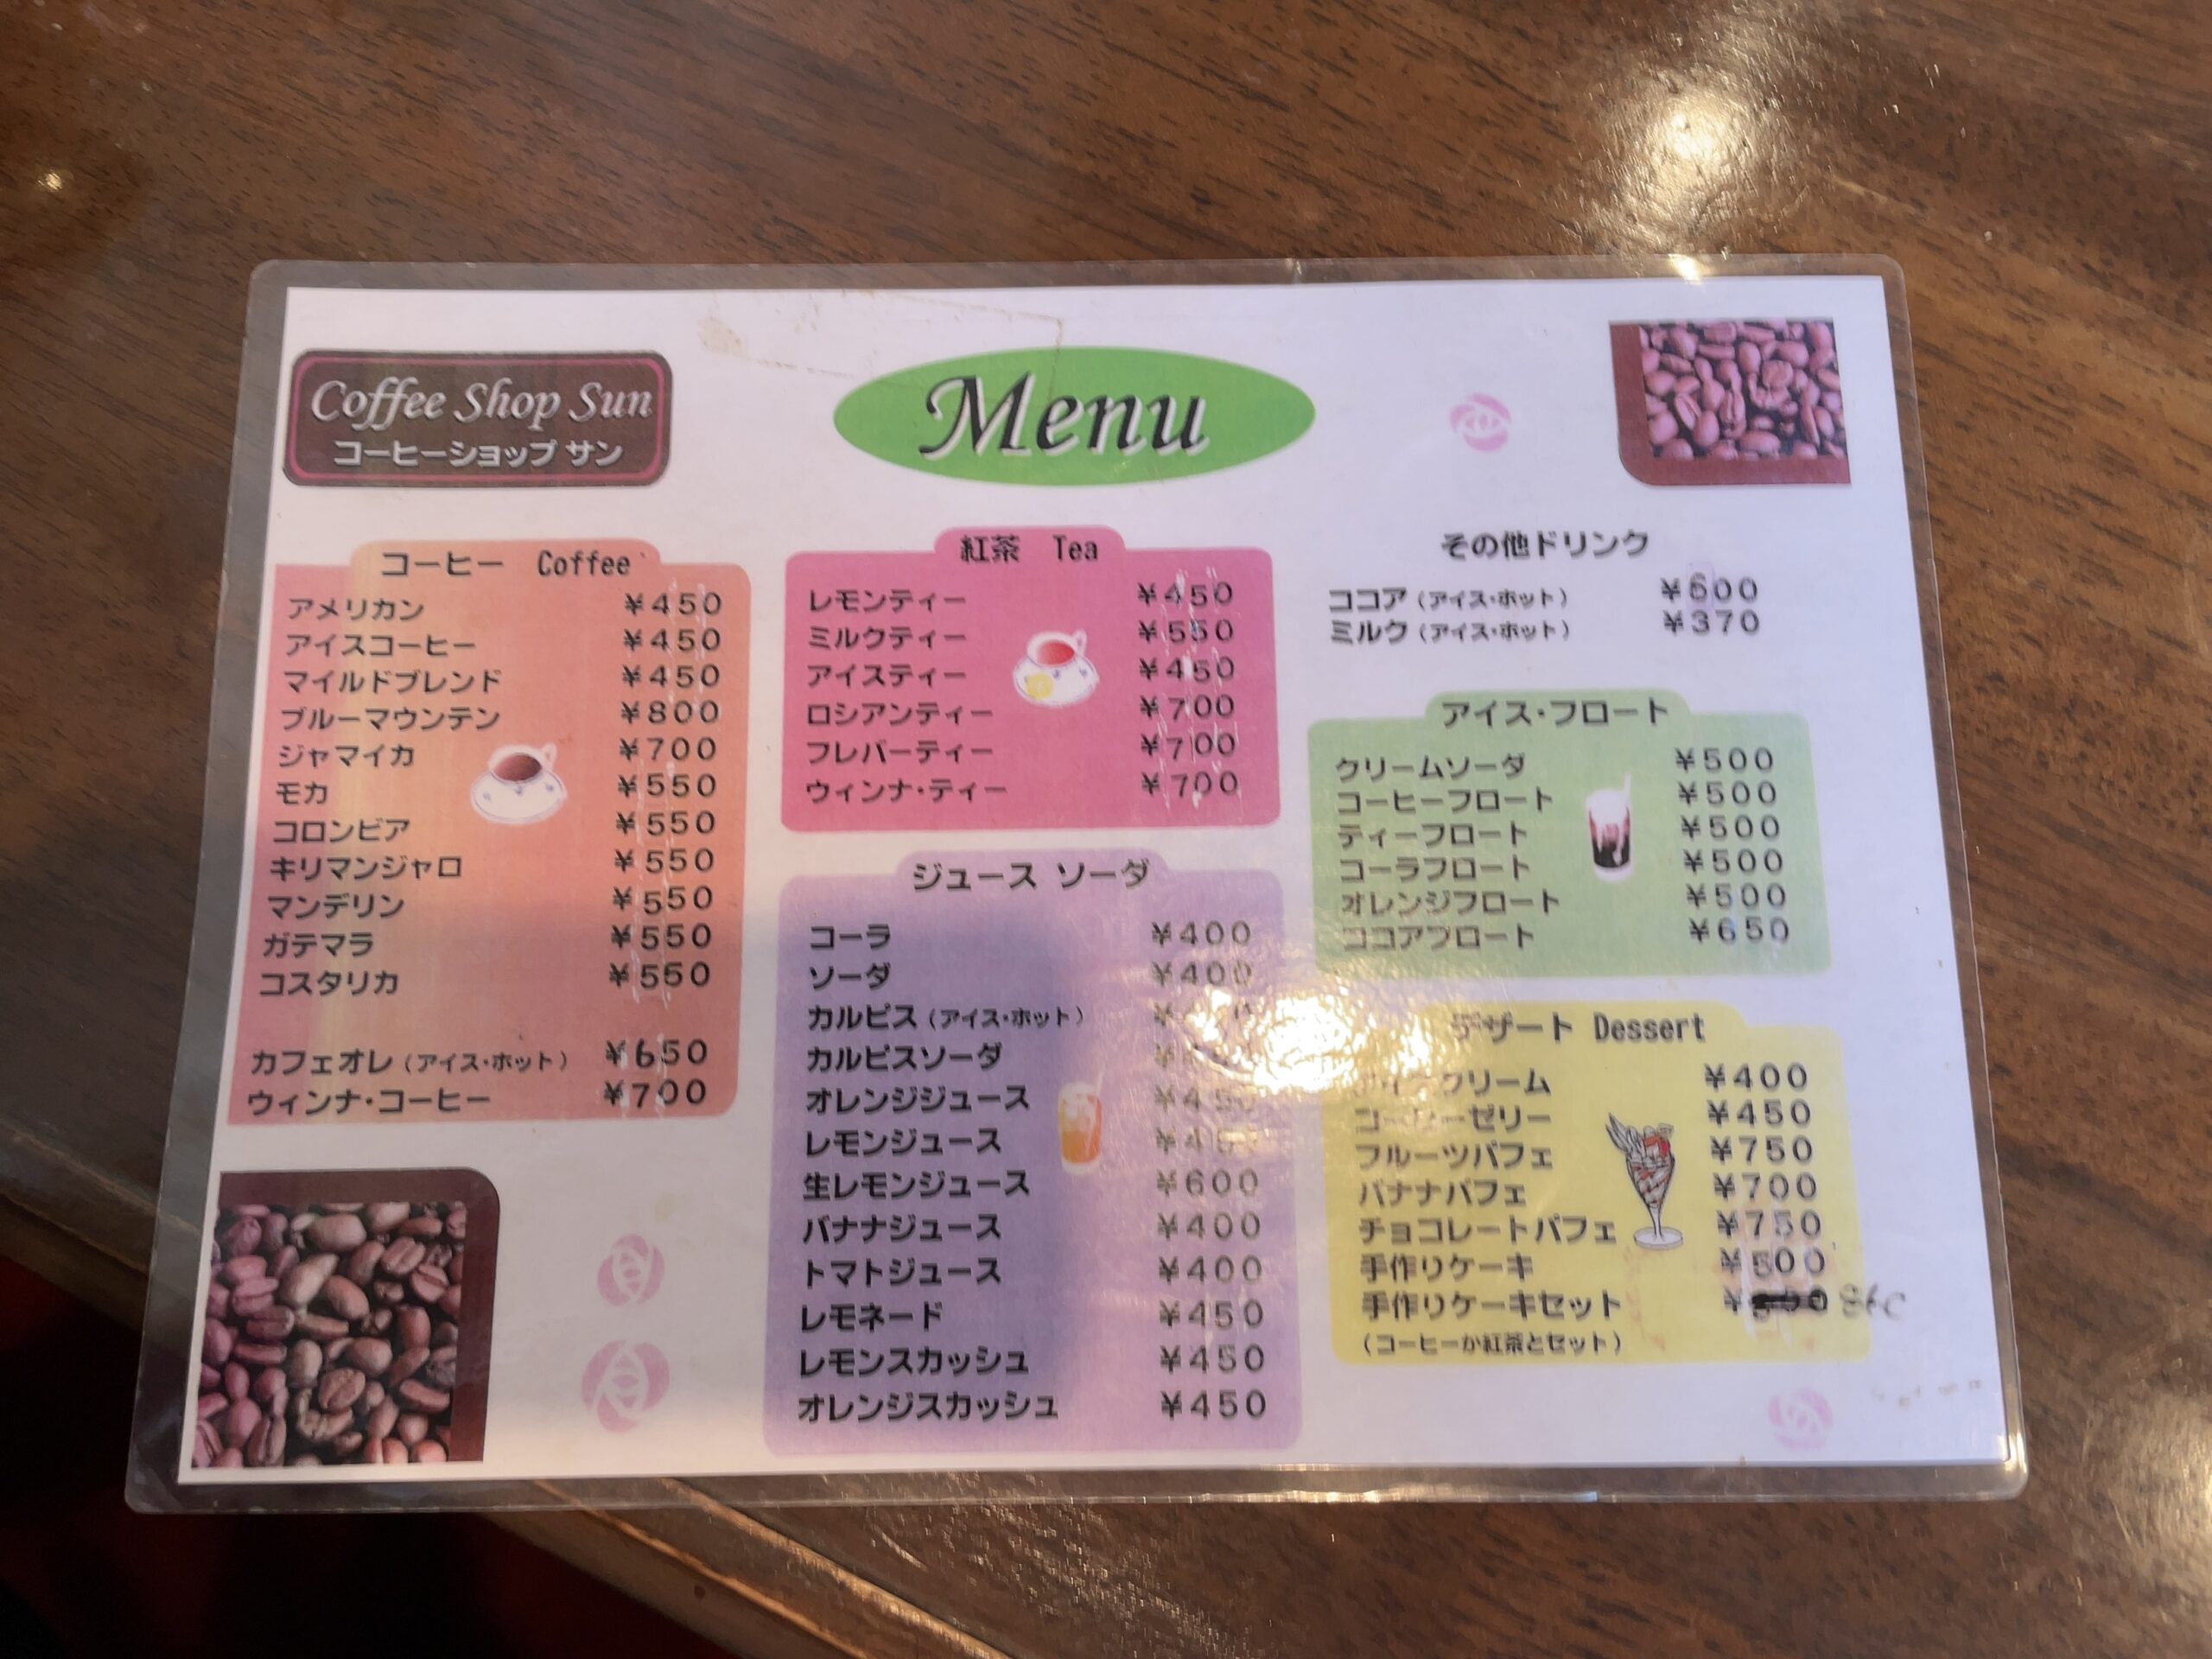 Coffee Shop Sun
コーヒーショップ サン
Menu
コーヒー Coffee
アメリカン ¥450
アイスコーヒー ¥450
マイルドブレンド ¥450
ブルーマウンテン ¥800
ジャマイカ ¥700
モカ ¥550
コロンビア ¥550
キリマンジャロ ¥550
マンデリン ¥550
ガテマラ ¥550
コスタリカ ¥550
カフェオレ（アイス･ホット） ¥650
ウィンナ･コーヒー ¥700
紅茶 Tea
レモンティー ¥450
ミルクティー ¥550
アイスティー ¥450
ロシアンティー ¥700
フレバーティー ¥700
ウィンナ･ティー ¥700
ジュース ソーダ
コーラ ¥400
ソーダ ¥400
カルピス（アイス･ホット）
カルピスソーダ
オレンジジュース ¥450
レモンジュース ¥450
生レモンジュース ¥600
バナナジュース ¥400
トマトジュース ¥400
レモネード ¥450
レモンスカッシュ ¥450
オレンジスカッシュ ¥450
その他ドリンク
ココア（アイス･ホット） ¥600
ミルク（アイス･ホット） ¥370
アイス･フロート
クリームソーダ ¥500
コーヒーフロート ¥500
ティーフロート ¥500
コーラフロート ¥500
オレンジフロート ¥500
ココアフロート ¥650
デザート Dessert
アイスクリーム ¥400
コーヒーゼリー ¥450
フルーツパフェ ¥750
バナナパフェ ¥700
チョコレートパフェ ¥750
手作りケーキ ¥500
手作りケーキセット ¥
（コーヒーか紅茶とセット）